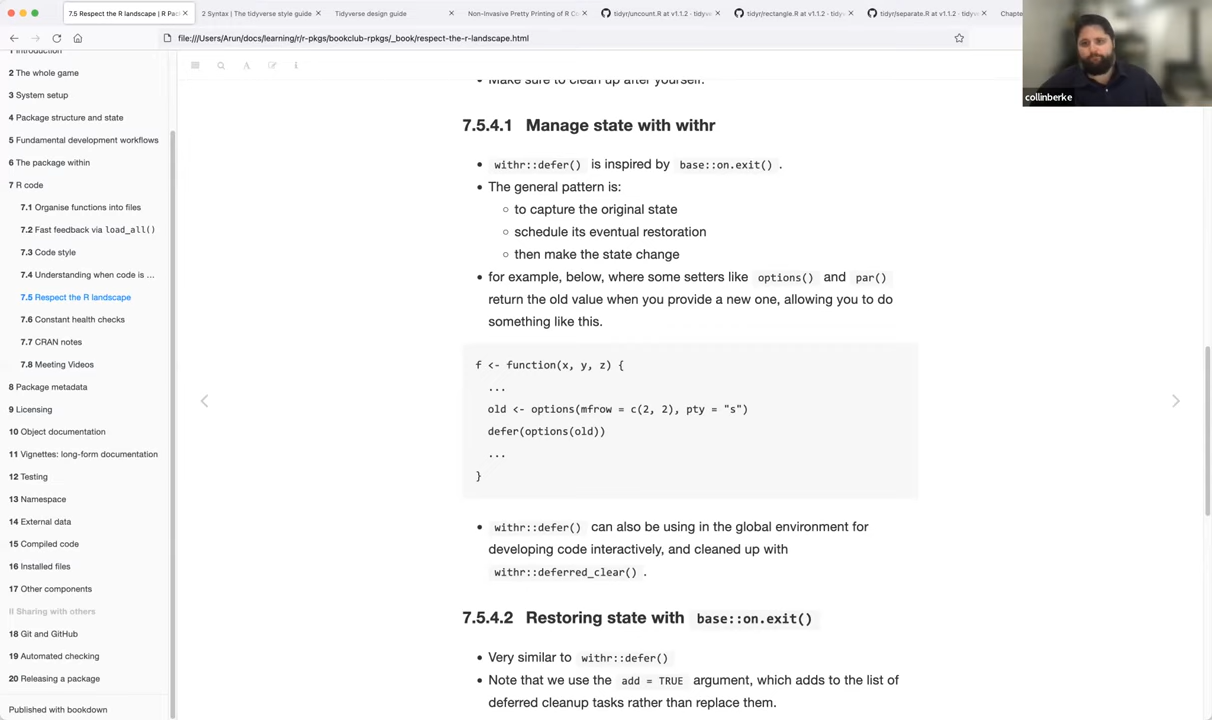 7.5 Respect the R landscape | R Pac
2 Syntax | The tidyverse style guide
Tidyverse design guide
Non-Invasive Pretty Printing of R C
tidyr/uncount.R at v1.1.2 · tidyve
tidyr/rectangle.R at v1.1.2 · tidy
tidyr/separate.R at v1.1.2 · tidyv
Chapte
file:///Users/Arun/docs/learning/r/r-pkgs/bookclub-rpkgs/_book/respect-the-r-landscape.html
collinberke
1 Introduction
2 The whole game
3 System setup
4 Package structure and state
5 Fundamental development workflows
6 The package within
7 R code
7.1 Organise functions into files
7.2 Fast feedback via load_all()
7.3 Code style
7.4 Understanding when code is ...
7.5 Respect the R landscape
7.6 Constant health checks
7.7 CRAN notes
7.8 Meeting Videos
8 Package metadata
9 Licensing
10 Object documentation
11 Vignettes: long-form documentation
12 Testing
13 Namespace
14 External data
15 Compiled code
16 Installed files
17 Other components
II Sharing with others
18 Git and GitHub
19 Automated checking
20 Releasing a package
Published with bookdown
• Make sure to clean up after yourself.
7.5.4.1 Manage state with withr
• withr::defer() is inspired by base::on.exit() .
• The general pattern is:
○ to capture the original state
○ schedule its eventual restoration
○ then make the state change
• for example, below, where some setters like options() and par()
return the old value when you provide a new one, allowing you to do
something like this.
f <- function(x, y, z) {
...
old <- options(mfrow = c(2, 2), pty = "s")
defer(options(old))
...
}
• withr::defer() can also be using in the global environment for
developing code interactively, and cleaned up with
withr::deferred_clear() .
7.5.4.2 Restoring state with base::on.exit()
• Very similar to withr::defer()
• Note that we use the add = TRUE argument, which adds to the list of
deferred cleanup tasks rather than replace them.